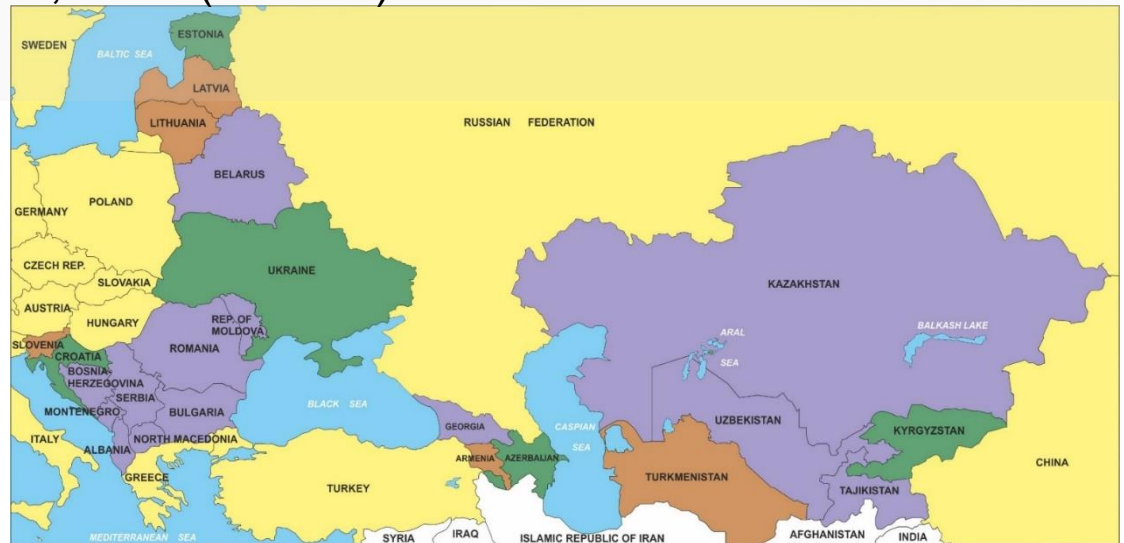 SWEDEN
ESTONIA
BALTIC SEA
LATVIA
LITHUANIA
RUSSIAN FEDERATION
BELARUS
GERMANY
POLAND
CZECH REP.
SLOVAKIA
UKRAINE
KAZAKHSTAN
AUSTRIA
HUNGARY
REP. OF
MOLDOVA
ARAL
SEA
BALKASH LAKE
SLOVENIA
CROATIA
ROMANIA
BOSNIA-
HERZEGOVINA
SERBIA
BLACK SEA
MONTENEGRO
BULGARIA
UZBEKISTAN
GEORGIA
CASPIAN
SEA
KYRGYZSTAN
ITALY
ALBANIA
NORTH MACEDONIA
ARMENIA
AZERBAIJAN
CHINA
GREECE
TURKEY
TURKMENISTAN
TAJIKISTAN
MEDITERRANEAN SEA
SYRIA
IRAQ
ISLAMIC REPUBLIC OF IRAN
AFGHANISTAN
INDIA